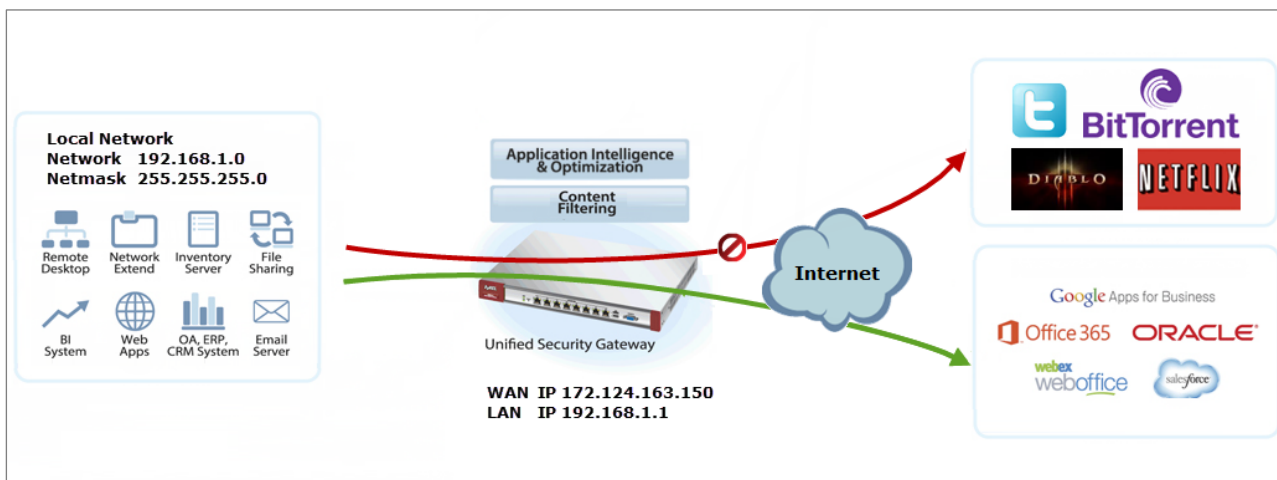 Local Network
Network 192.168.1.0
Netmask 255.255.255.0
Remote Desktop
Network Extend
Inventory Server
File Sharing
BI System
Web Apps
OA, ERP, CRM System
Email Server
Application Intelligence
& Optimization
Content
Filtering
ZyXEL
Unified Security Gateway
WAN IP 172.124.163.150
LAN IP 192.168.1.1
Internet
t
BitTorrent
DIABLO
NETFLIX
Google Apps for Business
Office 365
ORACLE
webex
weboffice
salesforce